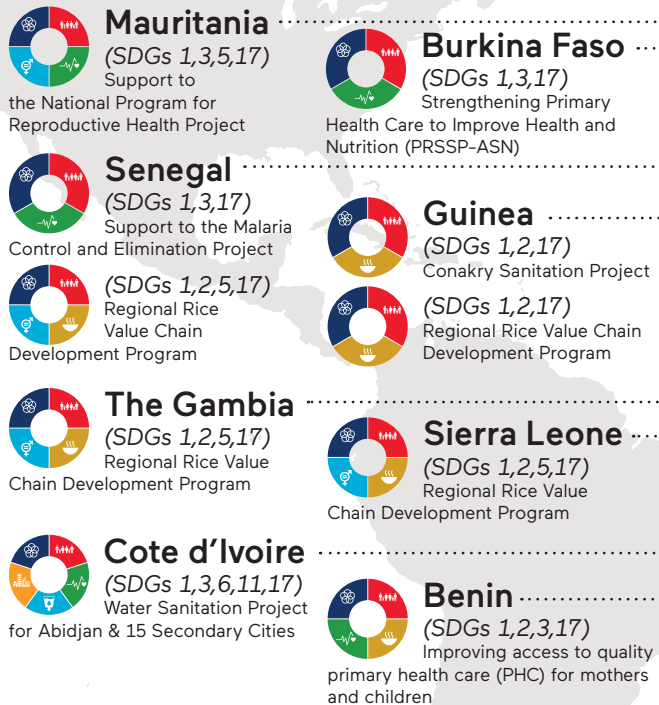 Mauritania
(SDGs 1,3,5,17)
Support to
the National Program for
Reproductive Health Project
Senegal
(SDGs 1,3,17)
Support to the Malaria
Control and Elimination Project
(SDGs 1,2,5,17)
Regional Rice
Value Chain
Development Program
The Gambia
(SDGs 1,2,5,17)
Regional Rice Value
Chain Development Program
Cote d'Ivoire
(SDGs 1,3,6,11,17)
Water Sanitation Project
for Abidjan & 15 Secondary Cities
Burkina Faso
(SDGs 1,3,17)
Strengthening Primary
Health Care to Improve Health and
Nutrition (PRSSP-ASN)
Guinea
(SDGs 1,2,17)
Conakry Sanitation Project
(SDGs 1,2,17)
Regional Rice Value Chain
Development Program
Sierra Leone
(SDGs 1,2,5,17)
Regional Rice Value
Chain Development Program
Benin
(SDGs 1,2,3,17)
Improving access to quality
primary health care (PHC) for mothers
and children